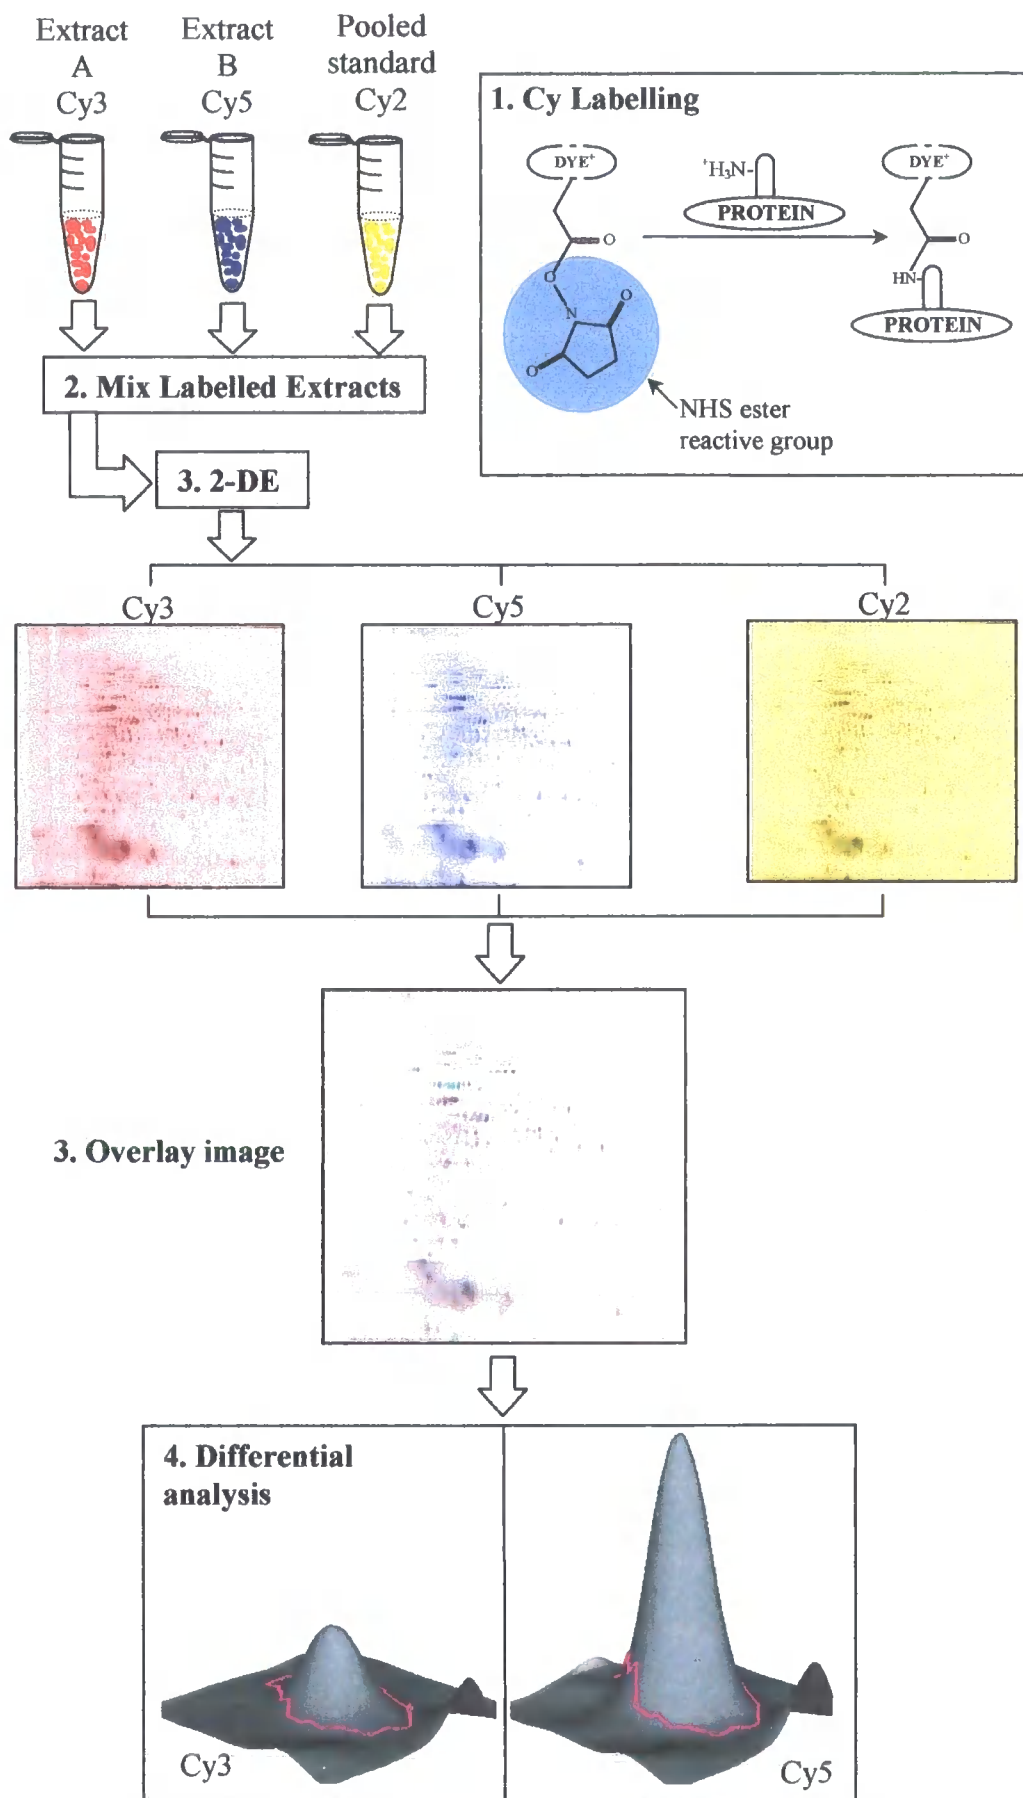 Extract
A
Cy3
Extract
B
Cy5
Pooled
standard
Cy2
1. Cy Labelling
DYE⁺
O
O
N
O
O
NHS ester
reactive group
⁺H₃N-
PROTEIN
DYE⁺
O
HN-
PROTEIN
2. Mix Labelled Extracts
3. 2-DE
Cy3
Cy5
Cy2
3. Overlay image
4. Differential
analysis
Cy3
Cy5